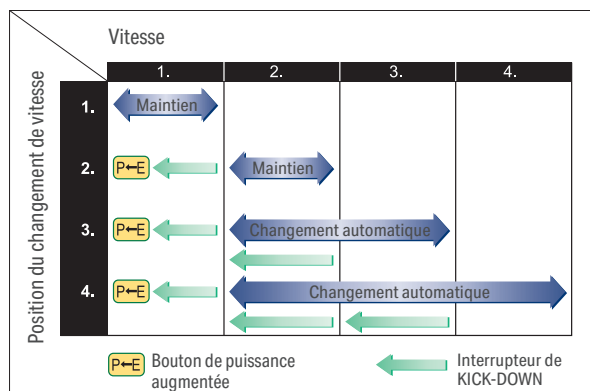 Vitesse
1. 2. 3. 4.
Position du changement de vitesse
1. Maintien
2. P←E Maintien
3. P←E Changement automatique
4. P←E Changement automatique
P←E Bouton de puissance
augmentée
Interrupteur de
KICK-DOWN